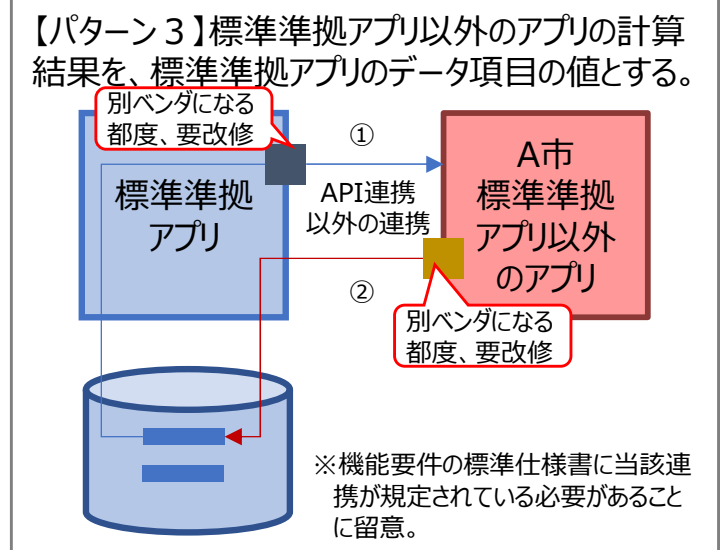 【パターン３】標準準拠アプリ以外のアプリの計算
結果を、標準準拠アプリのデータ項目の値とする。
別ベンダになる
都度、要改修
標準準拠
アプリ
①
API連携
以外の連携
②
A市
標準準拠
アプリ以外
のアプリ
別ベンダになる
都度、要改修
※機能要件の標準仕様書に当該連
携が規定されている必要があること
に留意。